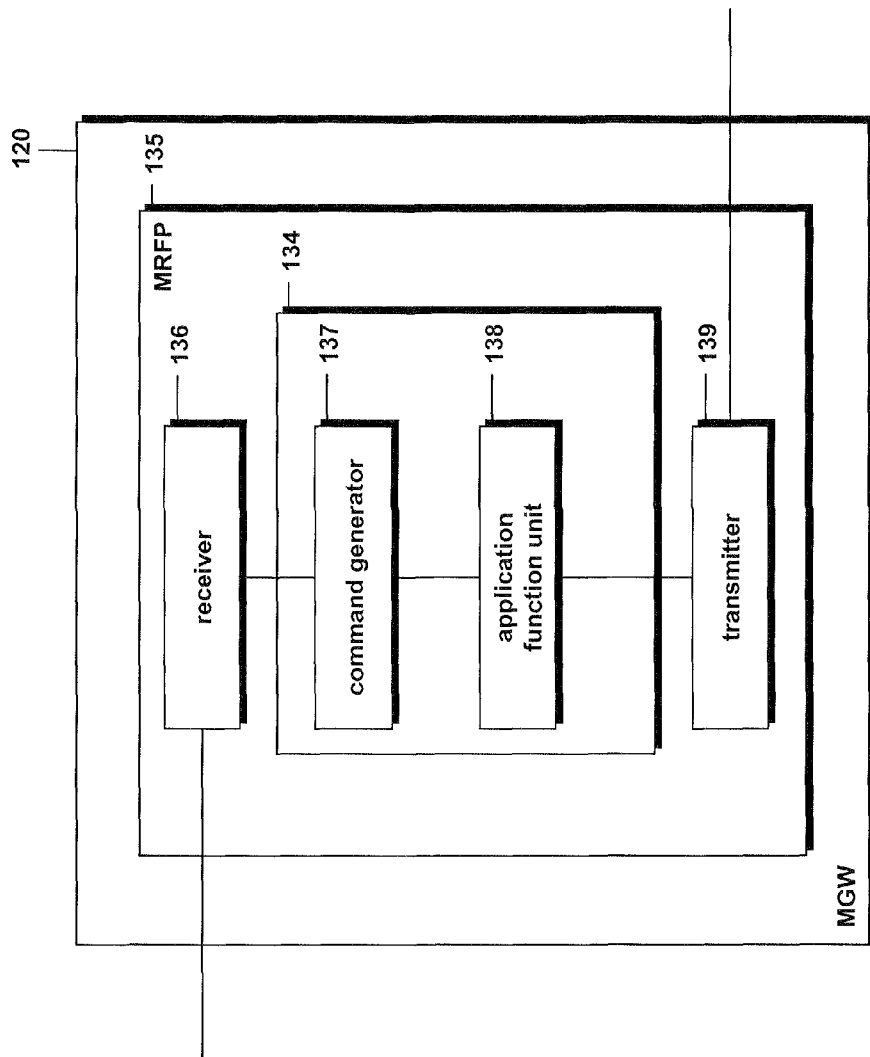 120
135
MRFP
136
receiver
134
137
command generator
138
application
function unit
139
transmitter
MGW